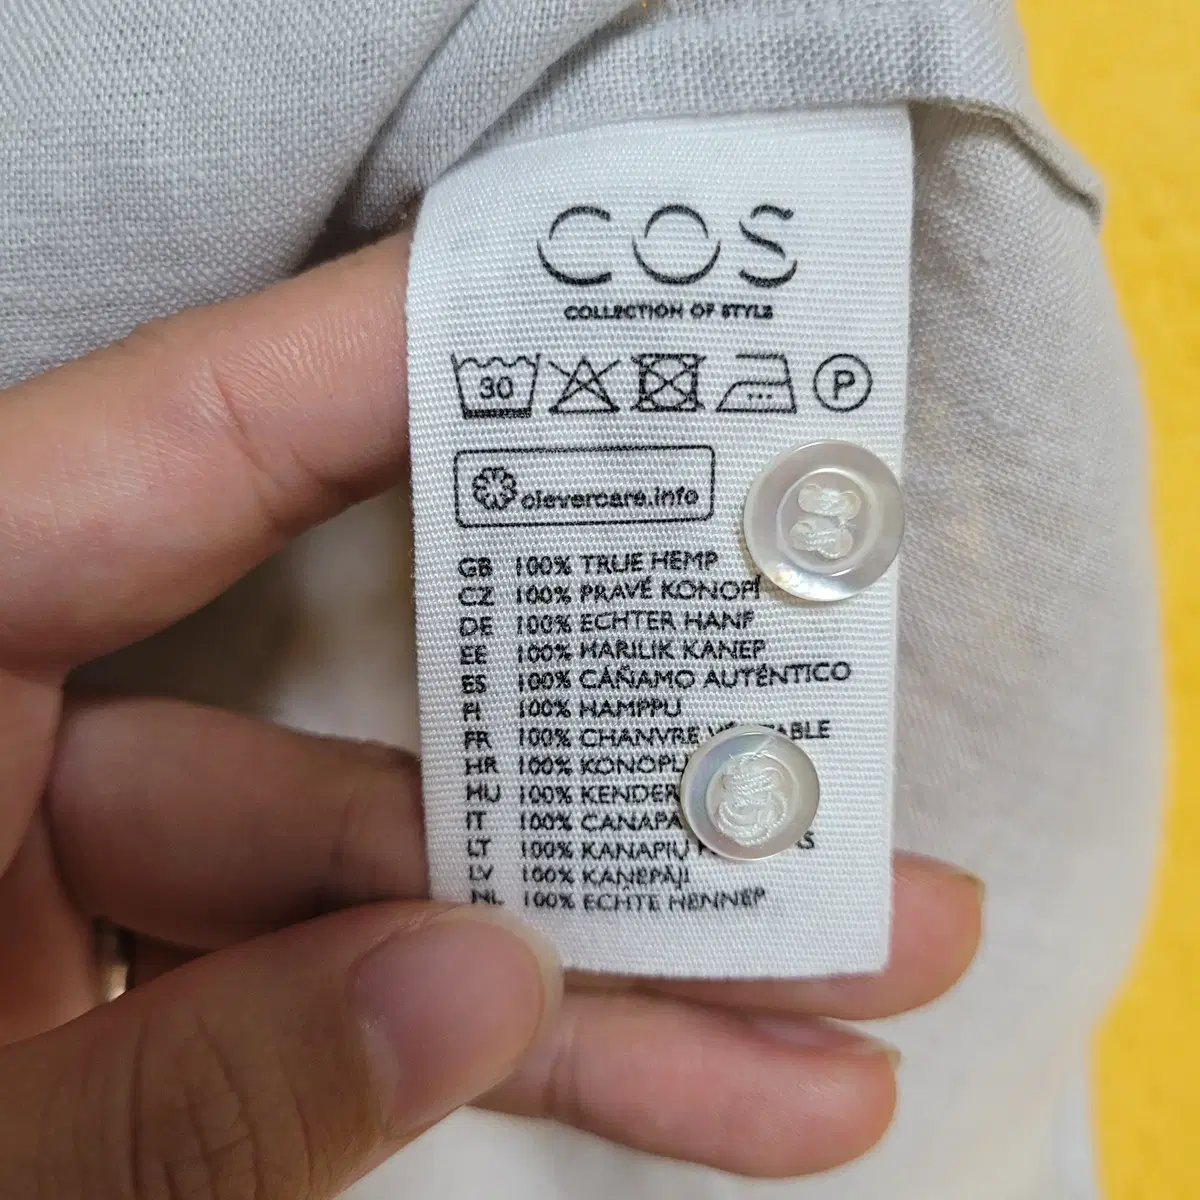 COS
COLLECTION OF STYLE
30
P
clevercare.info
GB 100% TRUE HEMP
CZ 100% PRAVÉ KONOPÍ
DE 100% ECHTER HANF
EE 100% HARILIK KANEP
ES 100% CÁÑAMO AUTÉNTICO
FI 100% HAMPPU
FR 100% CHANVRE
HR 100%
HU 100% KENDER
IT 100% CANAPA
LT 100% KANAPIŲ
LV 100% KAŅEPĀJI
NL 100% ECHTE HENNEP